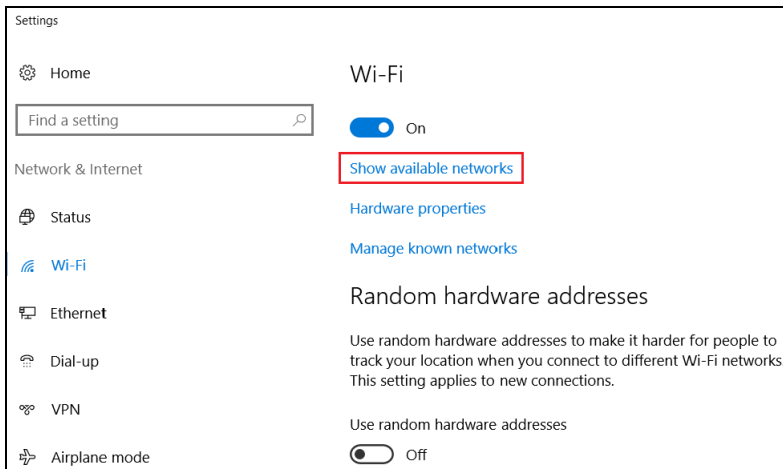 Settings
Home
Find a setting
Network & Internet
Status
Wi-Fi
Ethernet
Dial-up
VPN
Airplane mode
Wi-Fi
On
Show available networks
Hardware properties
Manage known networks
Random hardware addresses
Use random hardware addresses to make it harder for people to
track your location when you connect to different Wi-Fi networks.
This setting applies to new connections.
Use random hardware addresses
Off